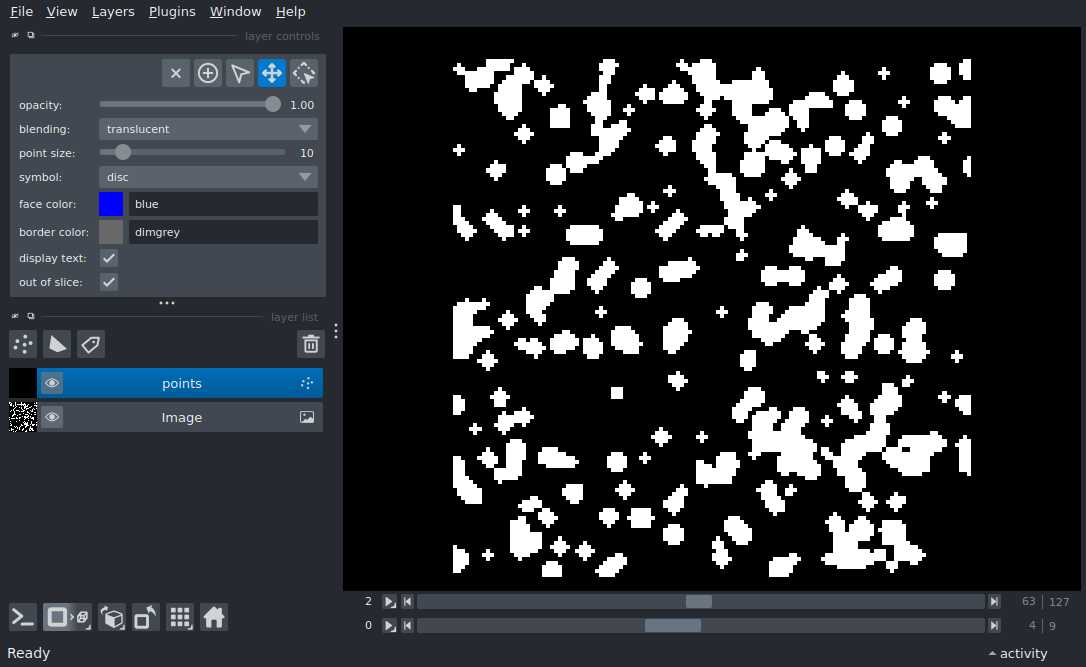 File View Layers Plugins Window Help
layer controls
opacity: 1.00
blending: translucent
point size: 10
symbol: disc
face color: blue
border color: dimgrey
display text:
out of slice:
layer list
points
Image
2 63 127
0 4 9
Ready activity